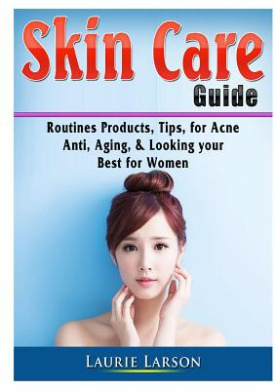 Skin Care
Guide
Routines Products, Tips, for Acne
Anti, Aging, & Looking your
Best for Women
Laurie Larson